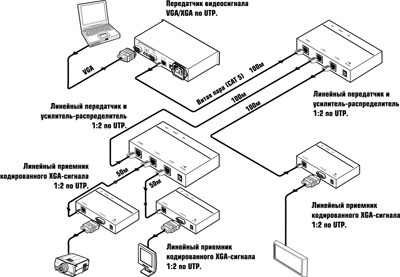 Передатчик видеосигнала
VGA/XGA по UTP.
VGA
Витая пара (CAT 5)
100м
100м
100м
Линейный передатчик и
усилитель-распределитель
1:2 по UTP.
Линейный передатчик и
усилитель-распределитель
1:2 по UTP.
Линейный приемник
кодированного XGA-сигнала
1:2 по UTP.
50м
50м
Линейный приемник
кодированного XGA-сигнала
1:2 по UTP.
Линейный приемник
кодированного XGA-сигнала
1:2 по UTP.